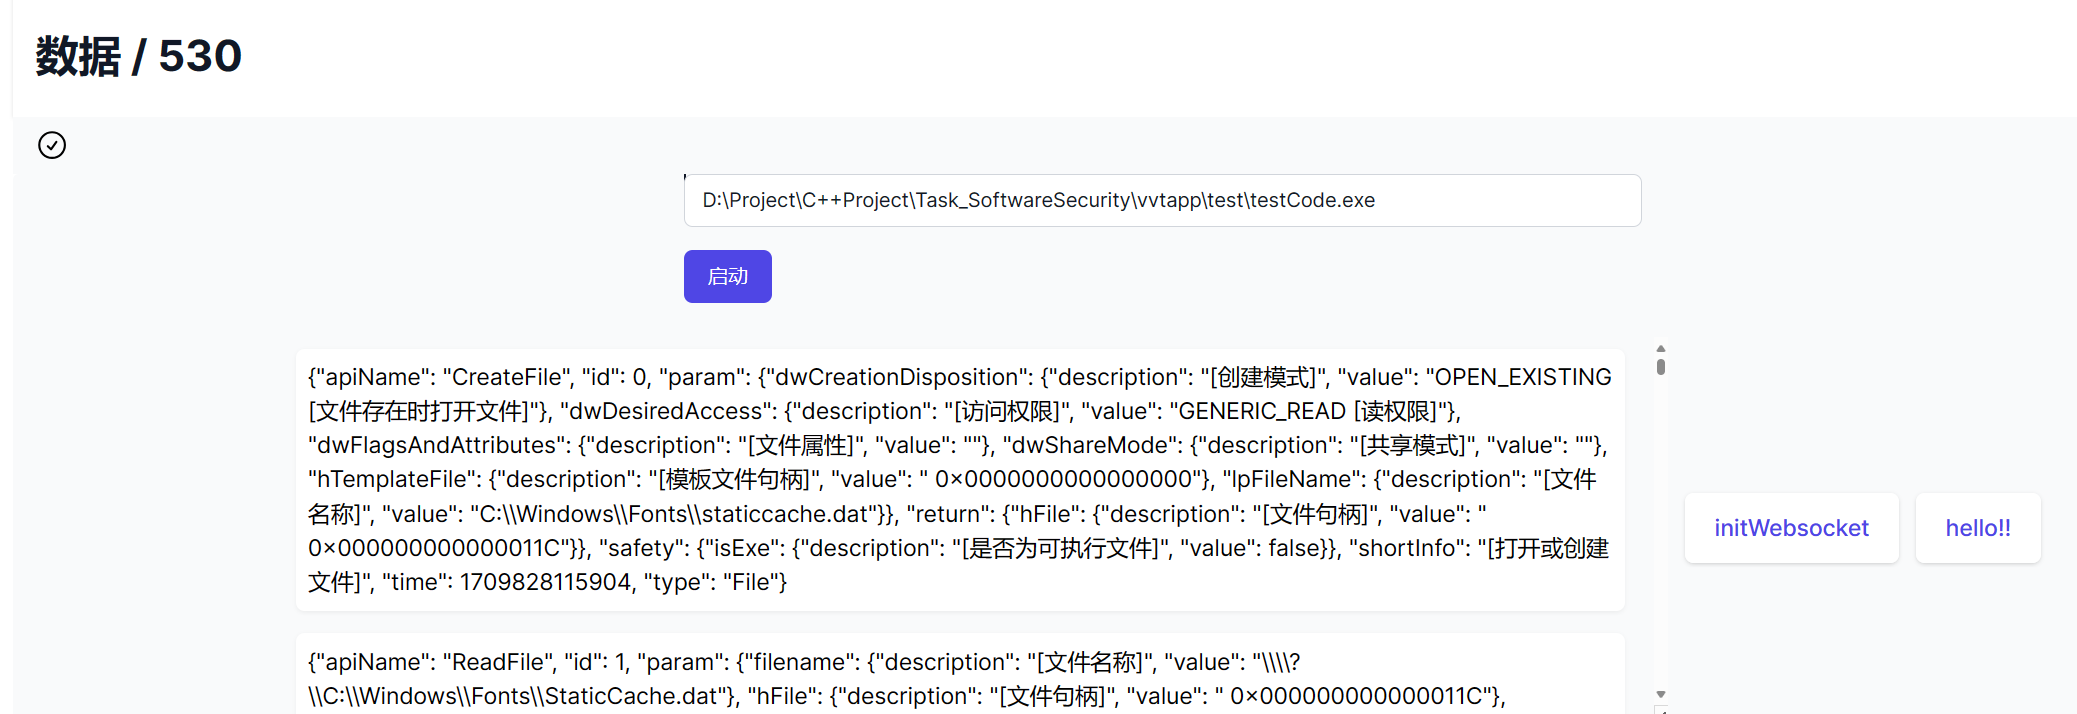 数据 / 530
D:\Project\C++Project\Task_SoftwareSecurity\vvtapp\test\testCode.exe
启动
{"apiName": "CreateFile", "id": 0, "param": {"dwCreationDisposition": {"description": "[创建模式]", "value": "OPEN_EXISTING
[文件存在时打开文件]"}, "dwDesiredAccess": {"description": "[访问权限]", "value": "GENERIC_READ [读权限]"},
"dwFlagsAndAttributes": {"description": "[文件属性]", "value": ""}, "dwShareMode": {"description": "[共享模式]", "value": ""},
"hTemplateFile": {"description": "[模板文件句柄]", "value": " 0x0000000000000000"}, "lpFileName": {"description": "[文件
名称]", "value": "C:\\Windows\\Fonts\\staticcache.dat"}}, "return": {"hFile": {"description": "[文件句柄]", "value": "
0x000000000000011C"}}, "safety": {"isExe": {"description": "[是否为可执行文件]", "value": false}}, "shortInfo": "[打开或创建
文件]", "time": 1709828115904, "type": "File"}
initWebsocket
hello!!
{"apiName": "ReadFile", "id": 1, "param": {"filename": {"description": "[文件名称]", "value": "\\\\?
\\C:\\Windows\\Fonts\\StaticCache.dat"}, "hFile": {"description": "[文件句柄]", "value": " 0x000000000000011C"},